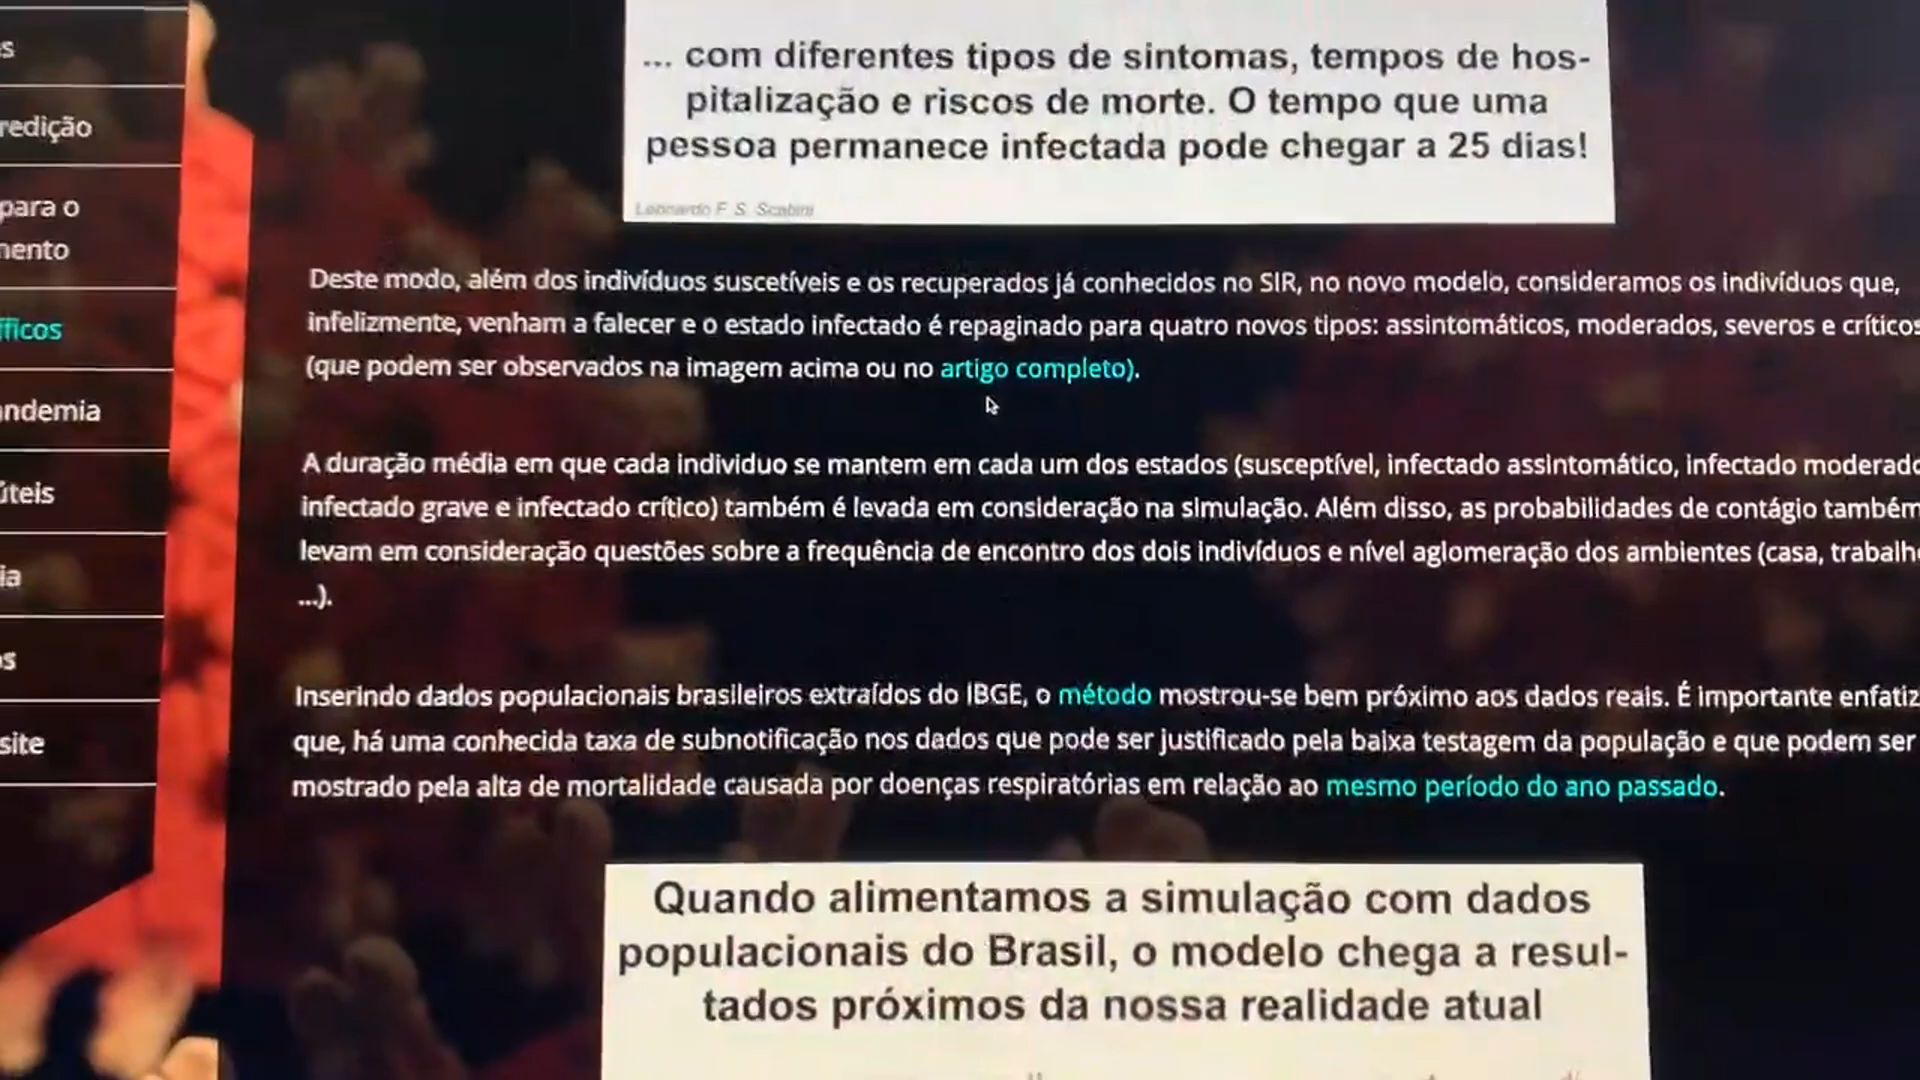 s
redição
para o
mento
ficos
andemia
úteis
ia
os
site
... com diferentes tipos de sintomas, tempos de hos-
pitalização e riscos de morte. O tempo que uma
pessoa permanece infectada pode chegar a 25 dias!
Leonardo F. S. Scabini
Deste modo, além dos indivíduos suscetíveis e os recuperados já conhecidos no SIR, no novo modelo, consideramos os indivíduos que,
infelizmente, venham a falecer e o estado infectado é repaginado para quatro novos tipos: assintomáticos, moderados, severos e críticos
(que podem ser observados na imagem acima ou no artigo completo).
A duração média em que cada individuo se mantem em cada um dos estados (susceptível, infectado assintomático, infectado moderado
infectado grave e infectado crítico) também é levada em consideração na simulação. Além disso, as probabilidades de contágio também
levam em consideração questões sobre a frequência de encontro dos dois indivíduos e nível aglomeração dos ambientes (casa, trabalho
...).
Inserindo dados populacionais brasileiros extraídos do IBGE, o método mostrou-se bem próximo aos dados reais. É importante enfatiz
que, há uma conhecida taxa de subnotificação nos dados que pode ser justificado pela baixa testagem da população e que podem ser
mostrado pela alta de mortalidade causada por doenças respiratórias em relação ao mesmo período do ano passado.
Quando alimentamos a simulação com dados
populacionais do Brasil, o modelo chega a resul-
tados próximos da nossa realidade atual